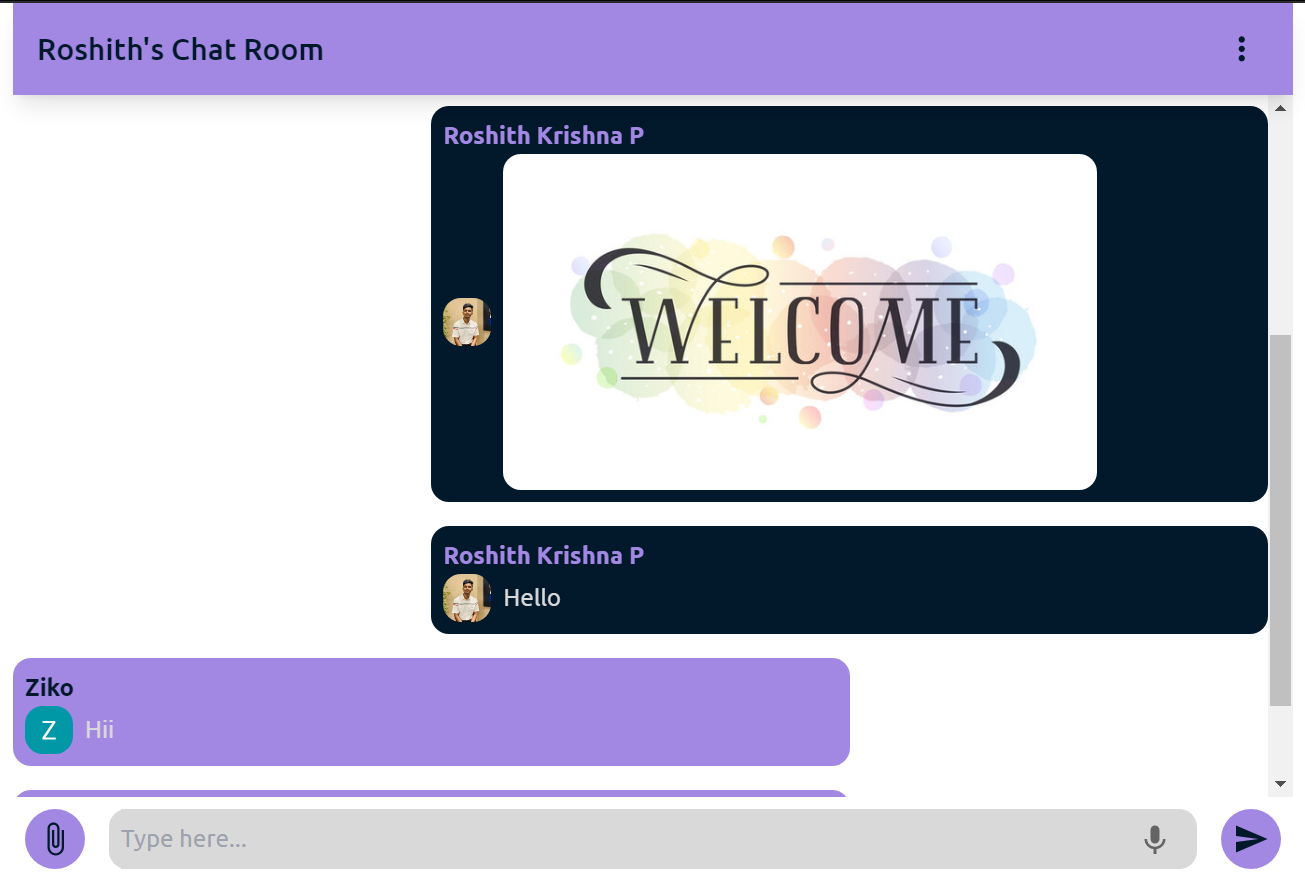 Roshith's Chat Room
Roshith Krishna P
WELCOME
Roshith Krishna P
Hello
Ziko
Z
Hii
Type here...